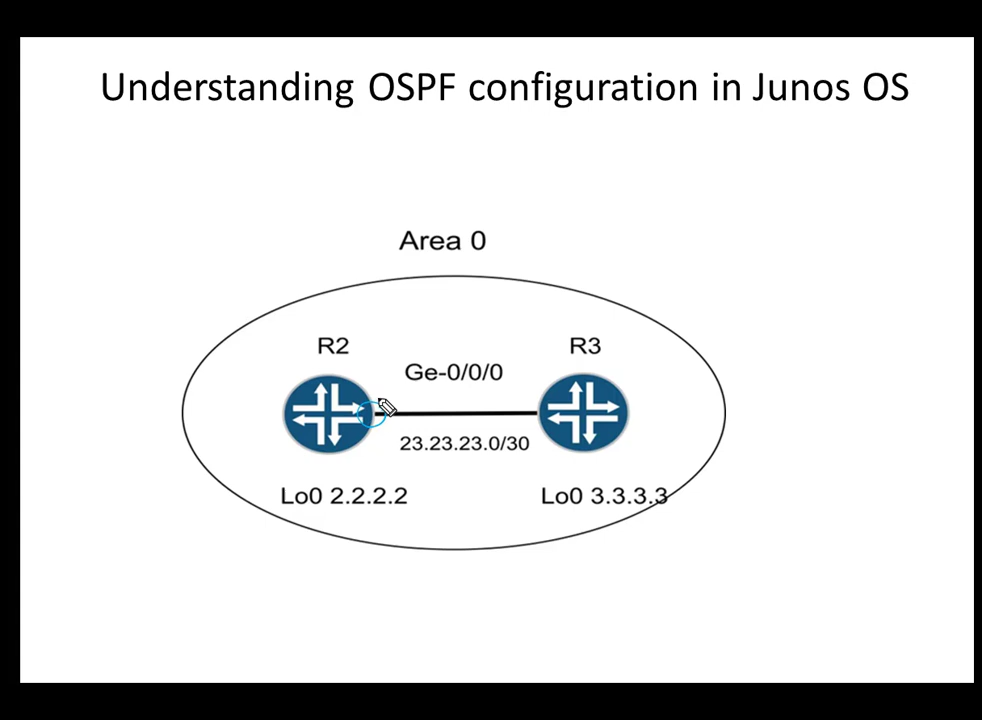 Understanding OSPF configuration in Junos OS
Area 0
R2
R3
Ge-0/0/0
23.23.23.0/30
Lo0 2.2.2.2
Lo0 3.3.3.3